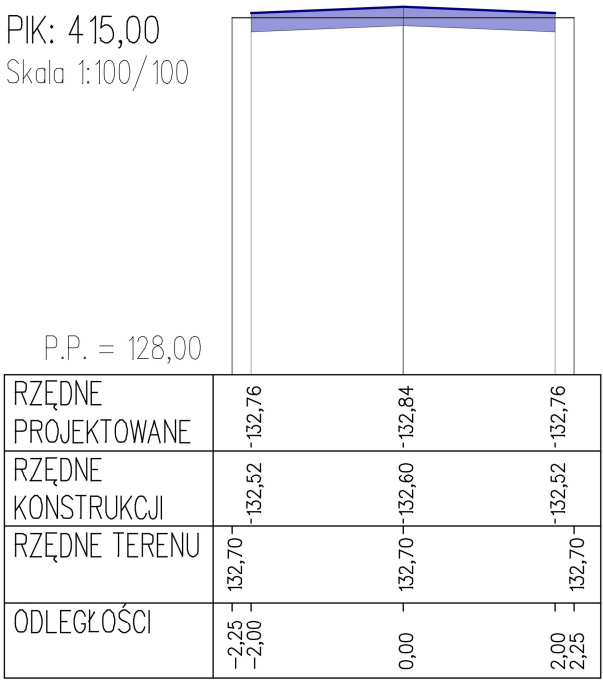 PIK: 415,00
Skala 1:100/100
P.P. = 128,00
RZĘDNE
PROJEKTOWANE
132,76
132,84
132,76
RZĘDNE
KONSTRUKCJI
132,52
132,60
132,52
RZĘDNE TERENU
132,70
132,70
132,70
ODLEGŁOŚCI
-2,25
-2,00
0,00
2,00
2,25